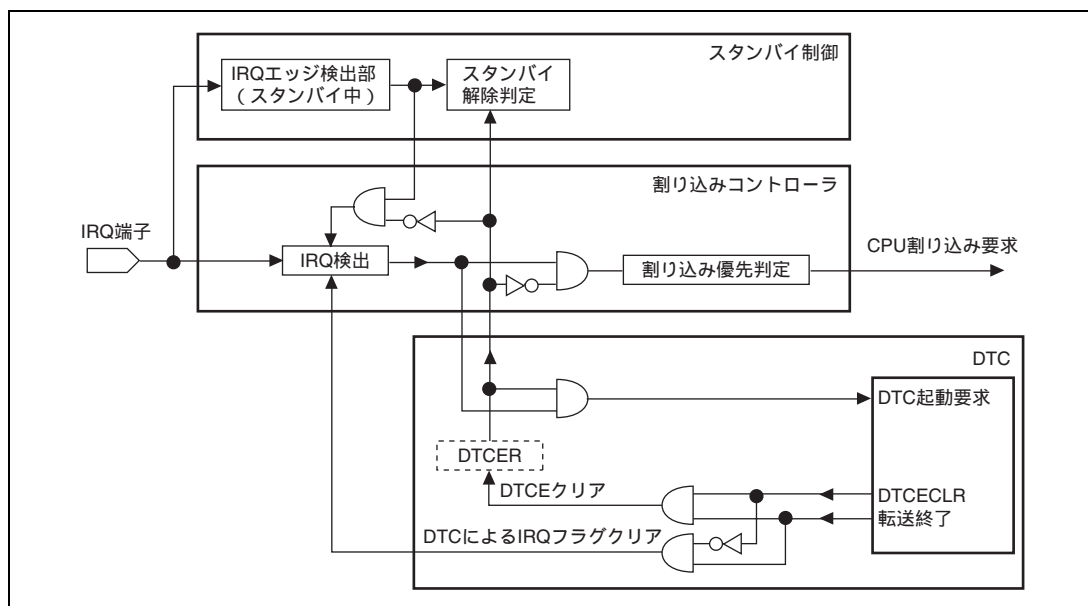 スタンバイ制御
IRQエッジ検出部
(スタンバイ中)
スタンバイ
解除判定
割り込みコントローラ
IRQ端子
IRQ検出
割り込み優先判定
CPU割り込み要求
DTC
DTC起動要求
DTCER
DTCEクリア
DTCECLR
転送終了
DTCによるIRQフラグクリア